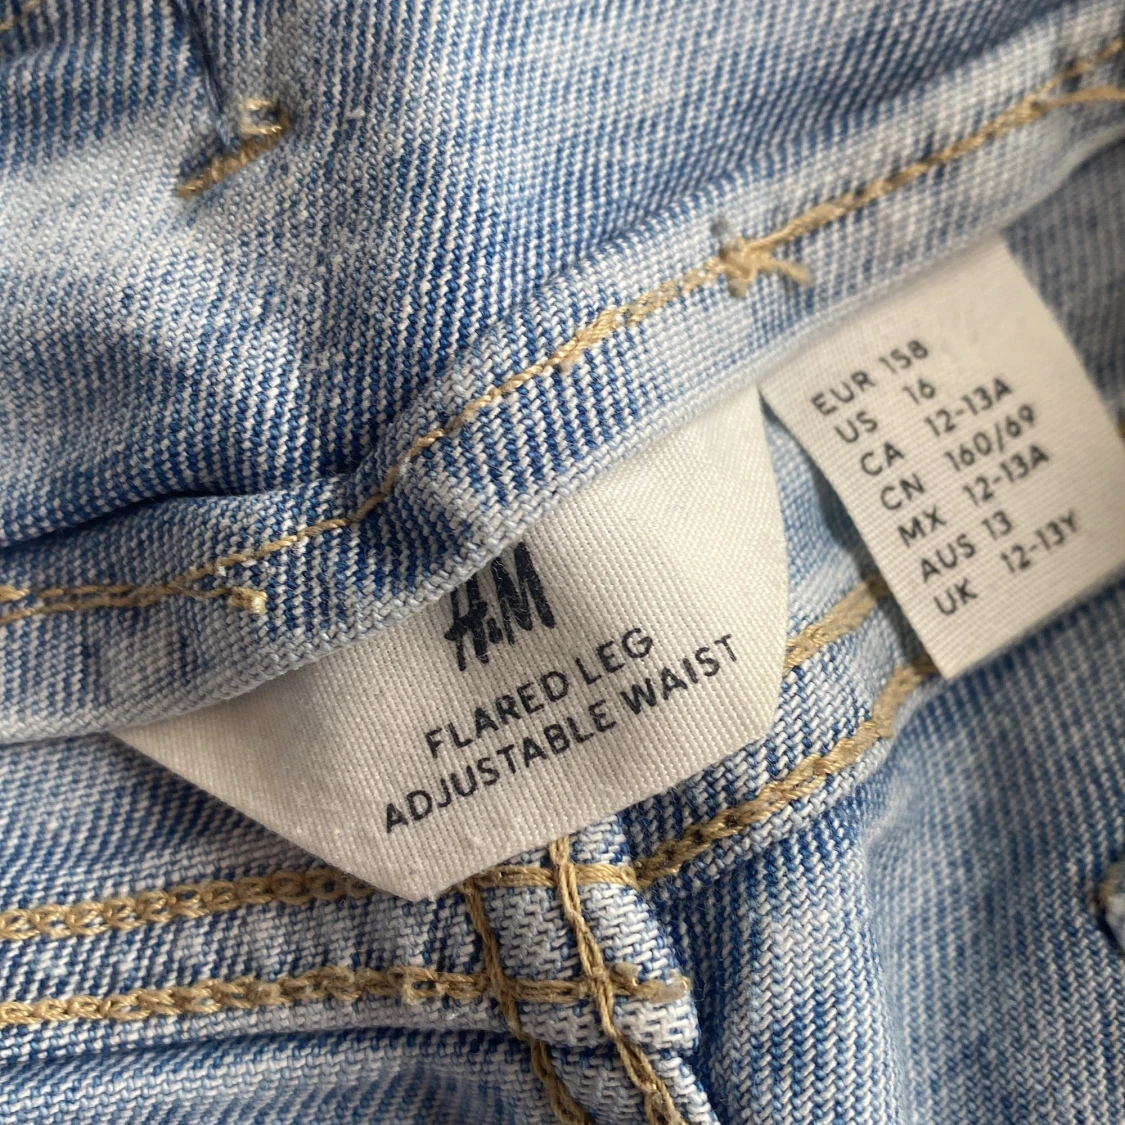 H&M
FLARED LEG
ADJUSTABLE WAIST
EUR 158
US 16
CA 12-13A
CN 160/69
MX 12-13A
AUS 13
UK 12-13Y